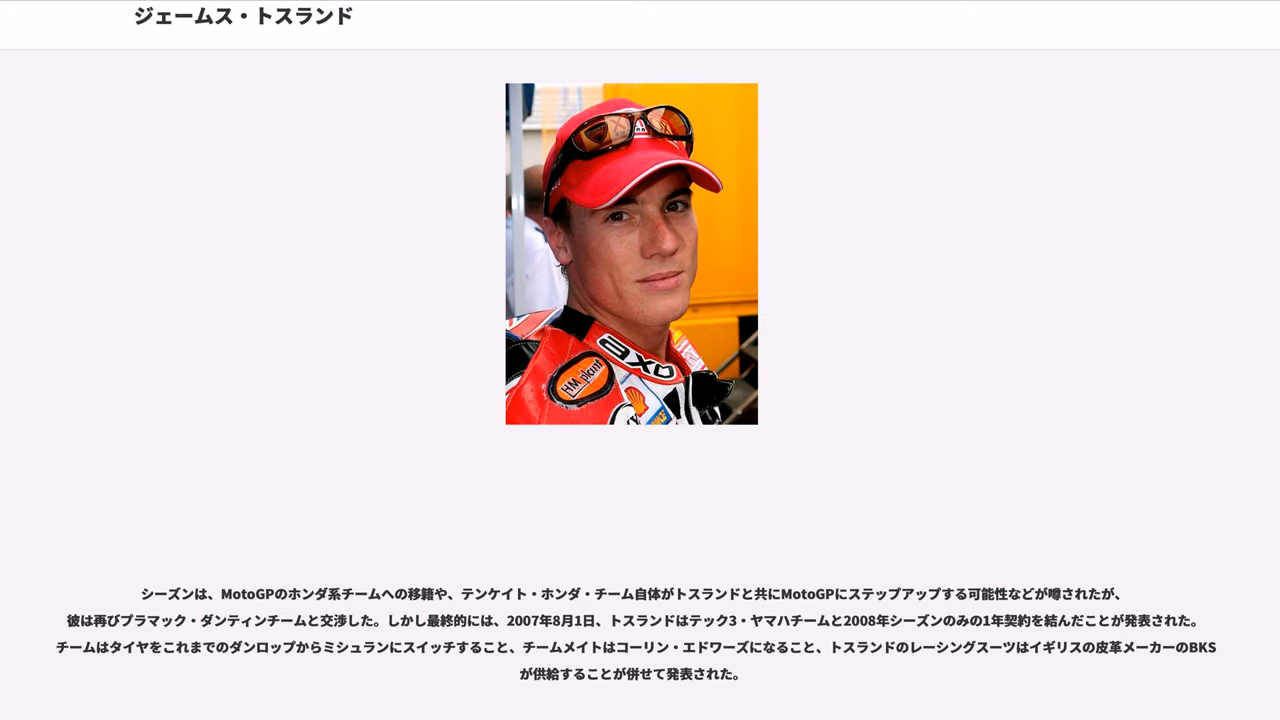 ジェームス・トスランド
axo
HM plant
シーズンは、MotoGPのホンダ系チームへの移籍や、テンケイト・ホンダ・チーム自体がトスランドと共にMotoGPにステップアップする可能性などが噂されたが、
彼は再びプラマック・ダンティンチームと交渉した。しかし最終的には、2007年8月1日、トスランドはテック3・ヤマハチームと2008年シーズンのみの1年契約を結んだことが発表された。
チームはタイヤをこれまでのダンロップからミシュランにスイッチすること、チームメイトはコーリン・エドワーズになること、トスランドのレーシングスーツはイギリスの皮革メーカーのBKS
が供給することが併せて発表された。